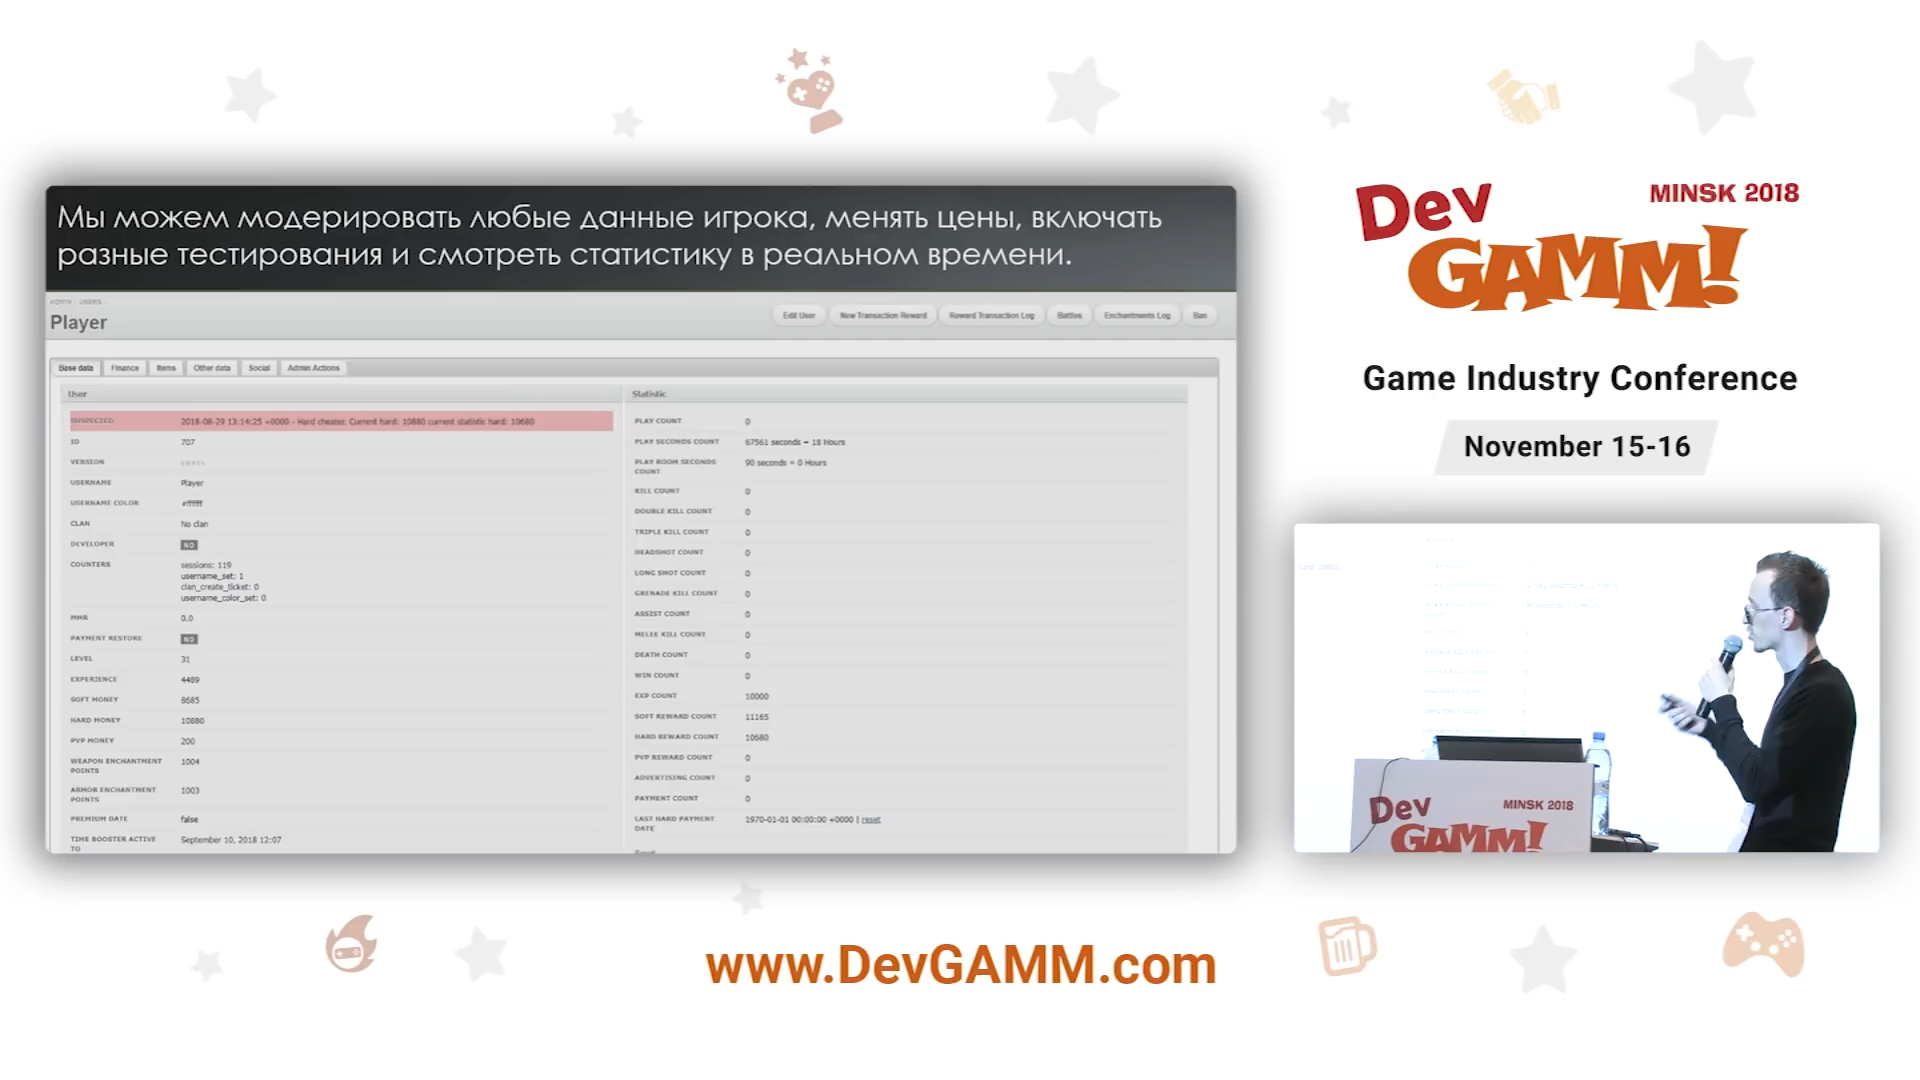 Мы можем модерировать любые данные игрока, менять цены, включать
разные тестирования и смотреть статистику в реальном времени.
ADMIN / USERS
Player
Edit User
New Transaction Reward
Reward Transaction Log
Battles
Enchantments Log
Ban
Base data
Finance
Items
Other data
Social
Admin Actions
User
SUSPECTED 2018-08-29 13:14:25 +0000 - Hard cheater. Current hard: 10880 current statistic hard: 10680
ID 707
VERSION EMPTY
USERNAME Player
USERNAME COLOR #ffffff
CLAN No clan
DEVELOPER NO
COUNTERS sessions: 119
username_set: 1
clan_create_ticket: 0
username_color_set: 0
MMR 0.0
PAYMENT RESTORE NO
LEVEL 31
EXPERIENCE 4489
SOFT MONEY 8685
HARD MONEY 10880
PVP MONEY 200
WEAPON ENCHANTMENT 1004
POINTS
ARMOR ENCHANTMENT 1003
POINTS
PREMIUM DATE false
TIME BOOSTER ACTIVE September 10, 2018 12:07
TO
Statistic
PLAY COUNT 0
PLAY SECONDS COUNT 67561 seconds ~ 18 Hours
PLAY ROOM SECONDS 90 seconds ~ 0 Hours
COUNT
KILL COUNT 0
DOUBLE KILL COUNT 0
TRIPLE KILL COUNT 0
HEADSHOT COUNT 0
LONG SHOT COUNT 0
GRENADE KILL COUNT 0
ASSIST COUNT 0
MELEE KILL COUNT 0
DEATH COUNT 0
WIN COUNT 0
EXP COUNT 10000
SOFT REWARD COUNT 11165
HARD REWARD COUNT 10680
PVP REWARD COUNT 0
ADVERTISING COUNT 0
PAYMENT COUNT 0
LAST HARD PAYMENT 1970-01-01 00:00:00 +0000 | reset
DATE
Dev
MINSK 2018
GAMM!
Game Industry Conference
November 15-16
Dev
MINSK 2018
GAMM!
www.DevGAMM.com